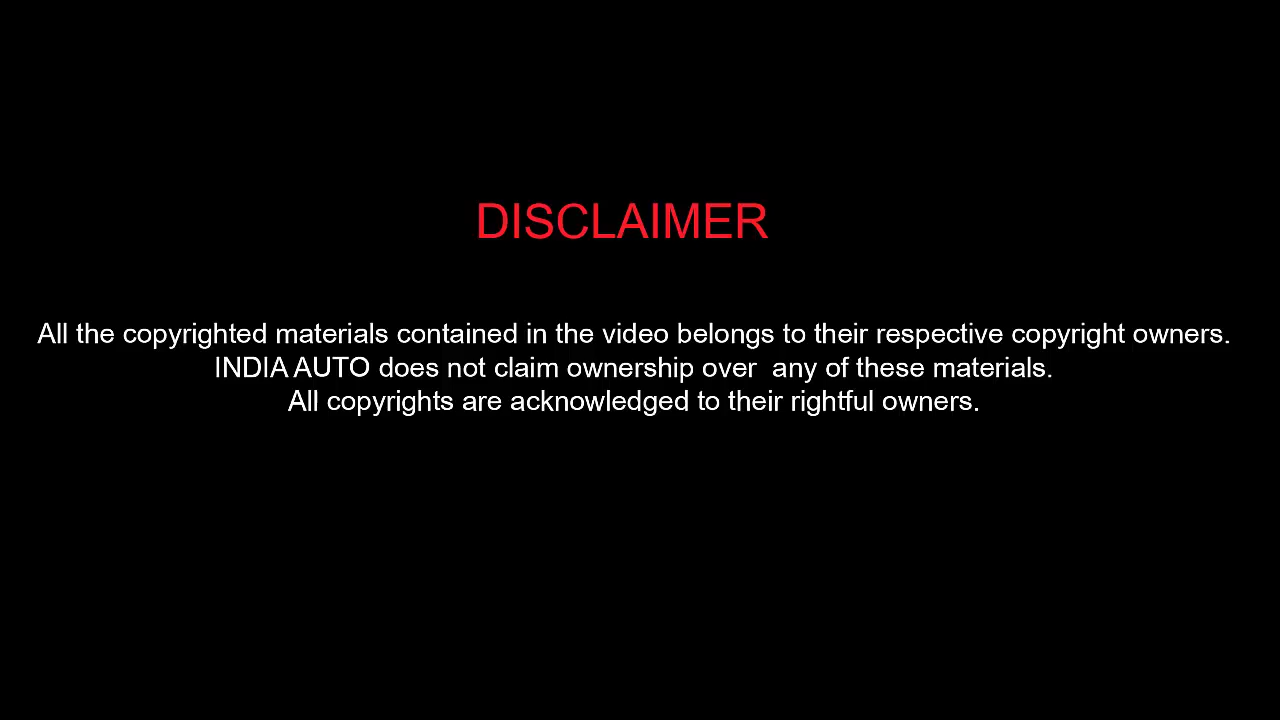 DISCLAIMER
All the copyrighted materials contained in the video belongs to their respective copyright owners.
INDIA AUTO does not claim ownership over  any of these materials.
All copyrights are acknowledged to their rightful owners.